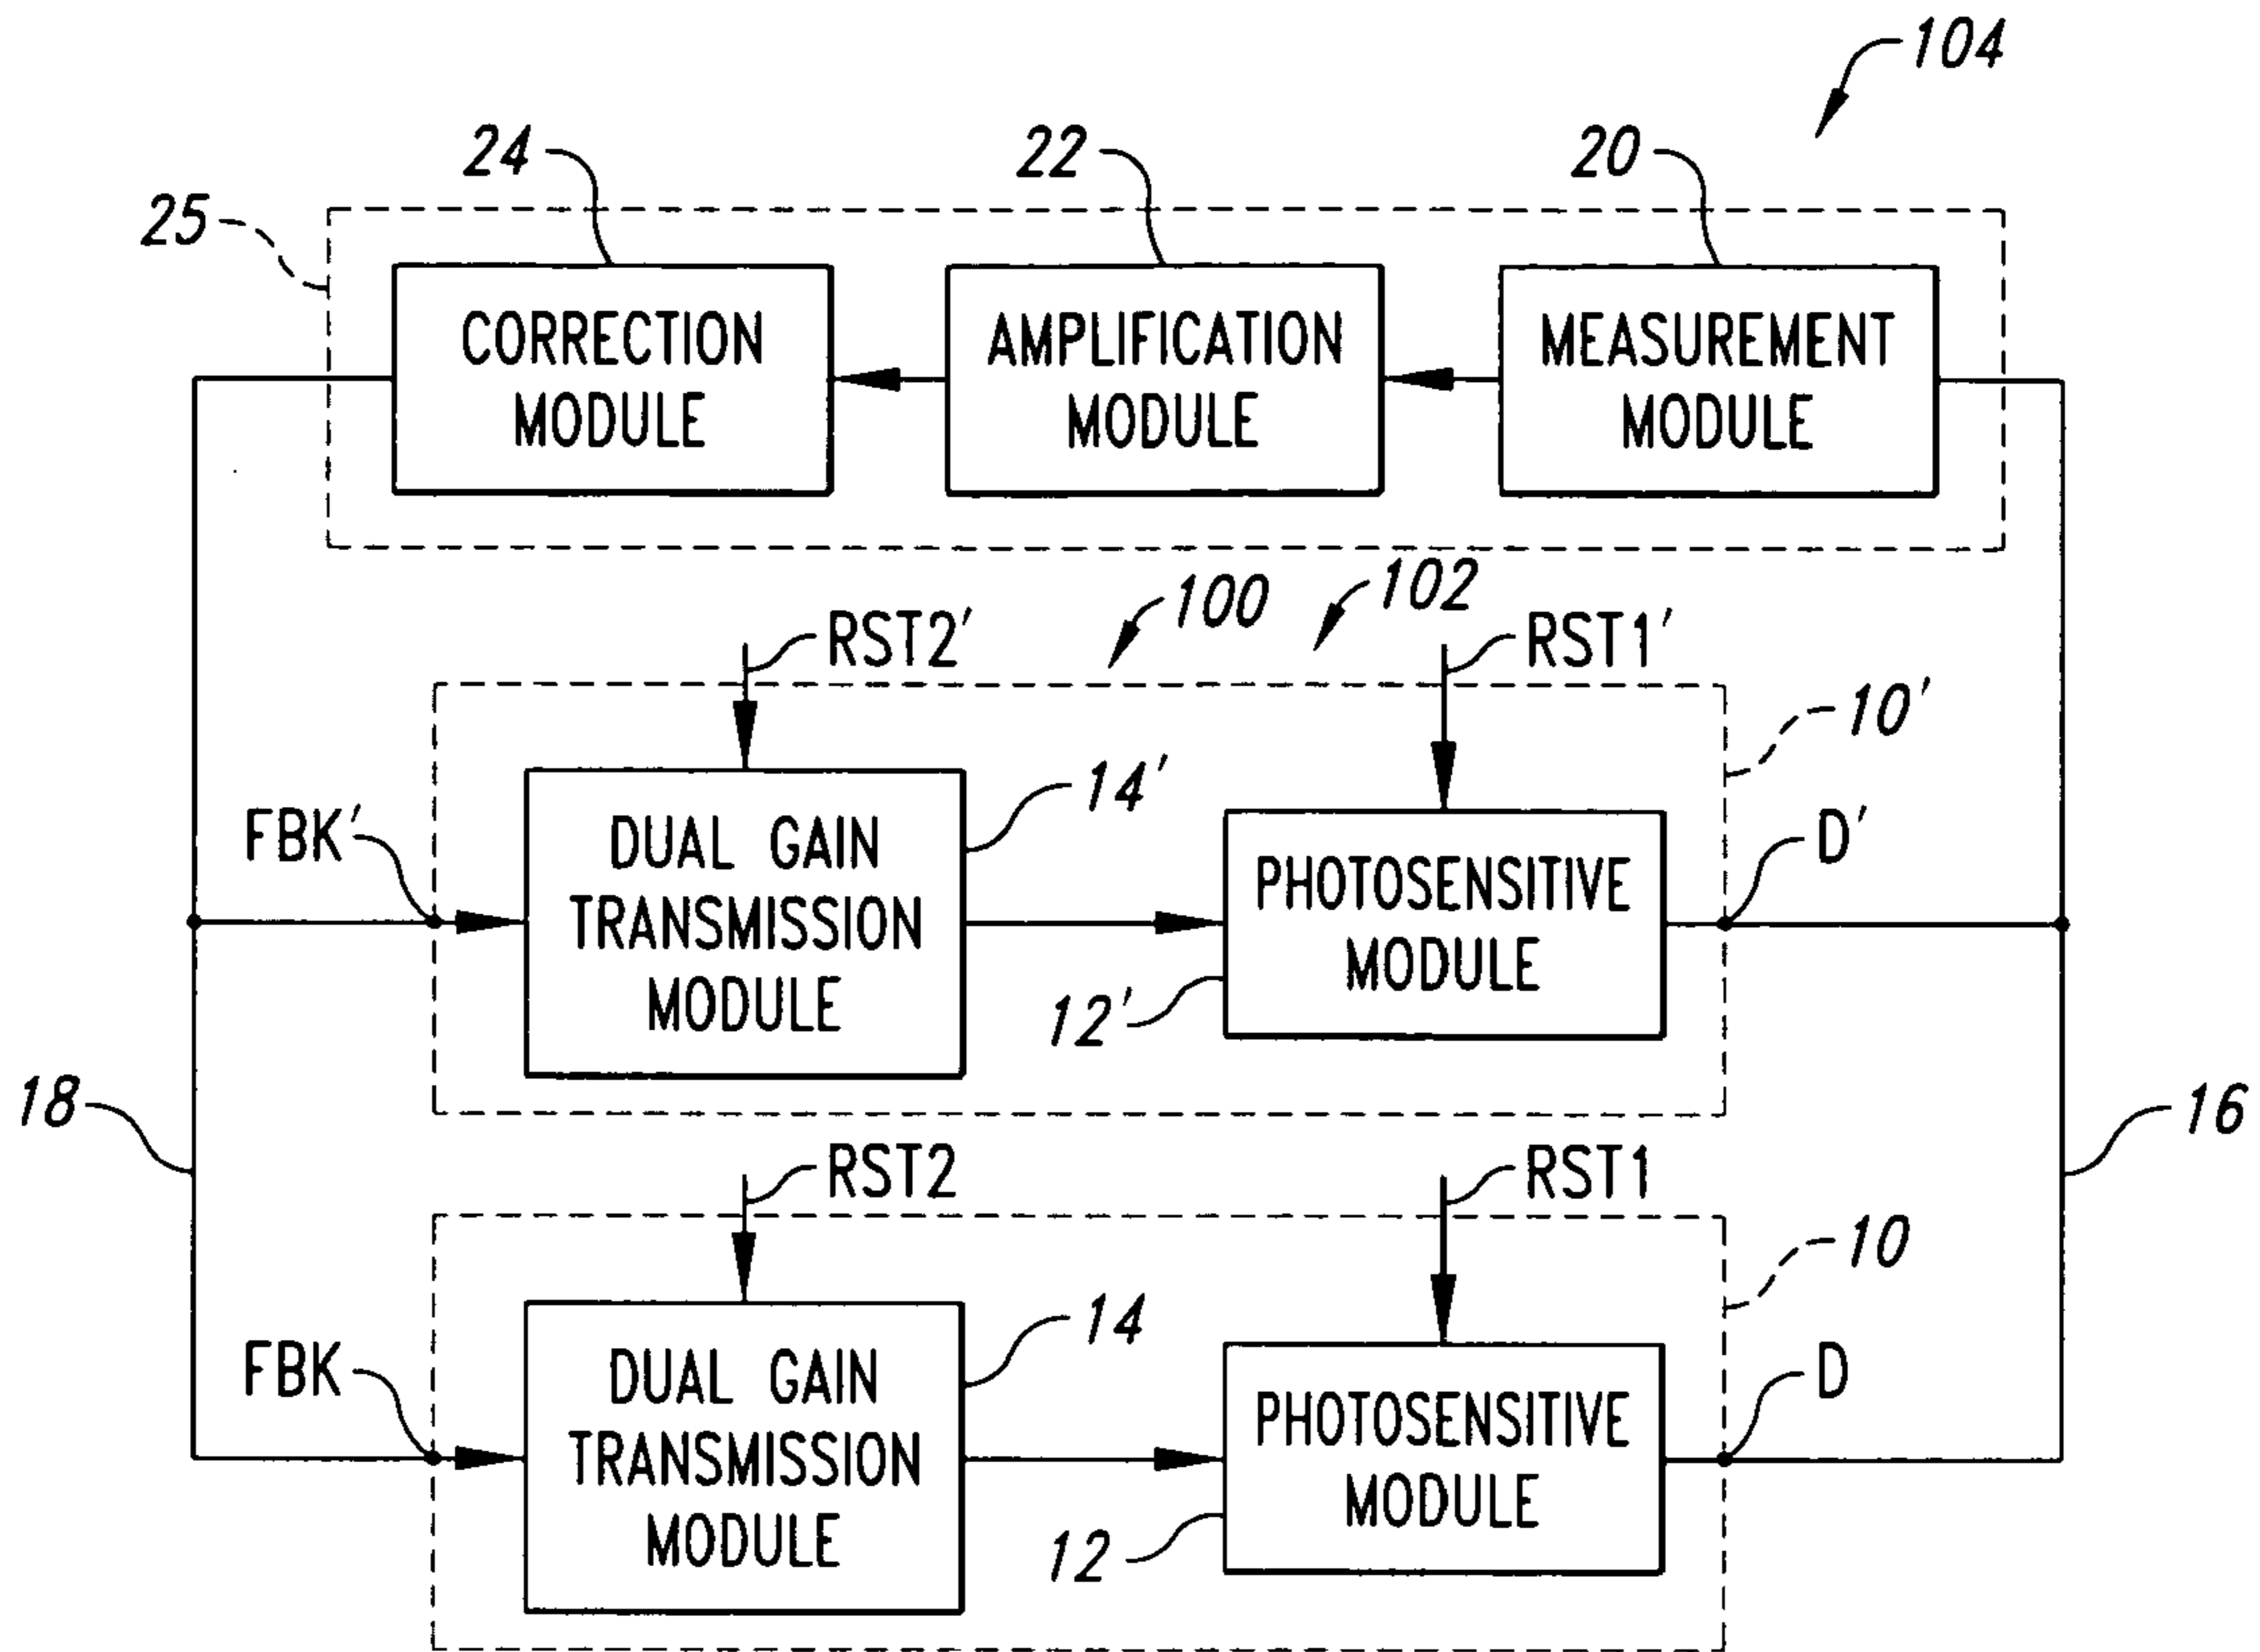 104
24
22
20
25
CORRECTION
MODULE
AMPLIFICATION
MODULE
MEASUREMENT
MODULE
100
102
RST2'
RST1'
10'
14'
FBK'
DUAL GAIN
TRANSMISSION
MODULE
PHOTOSENSITIVE
MODULE
D'
12'
18
16
RST2
RST1
10
14
FBK
DUAL GAIN
TRANSMISSION
MODULE
PHOTOSENSITIVE
MODULE
D
12